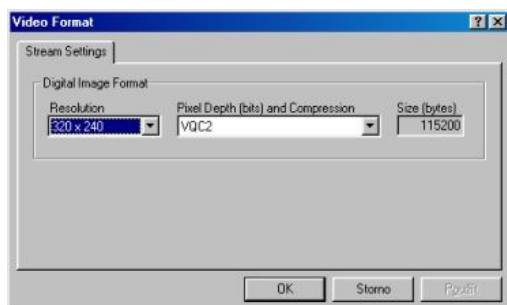 Video Format
Stream Settings
Digital Image Format
Resolution Pixel Depth (bits) and Compression Size (bytes)
320 x 240 VQC2 115200
OK Storno Použít